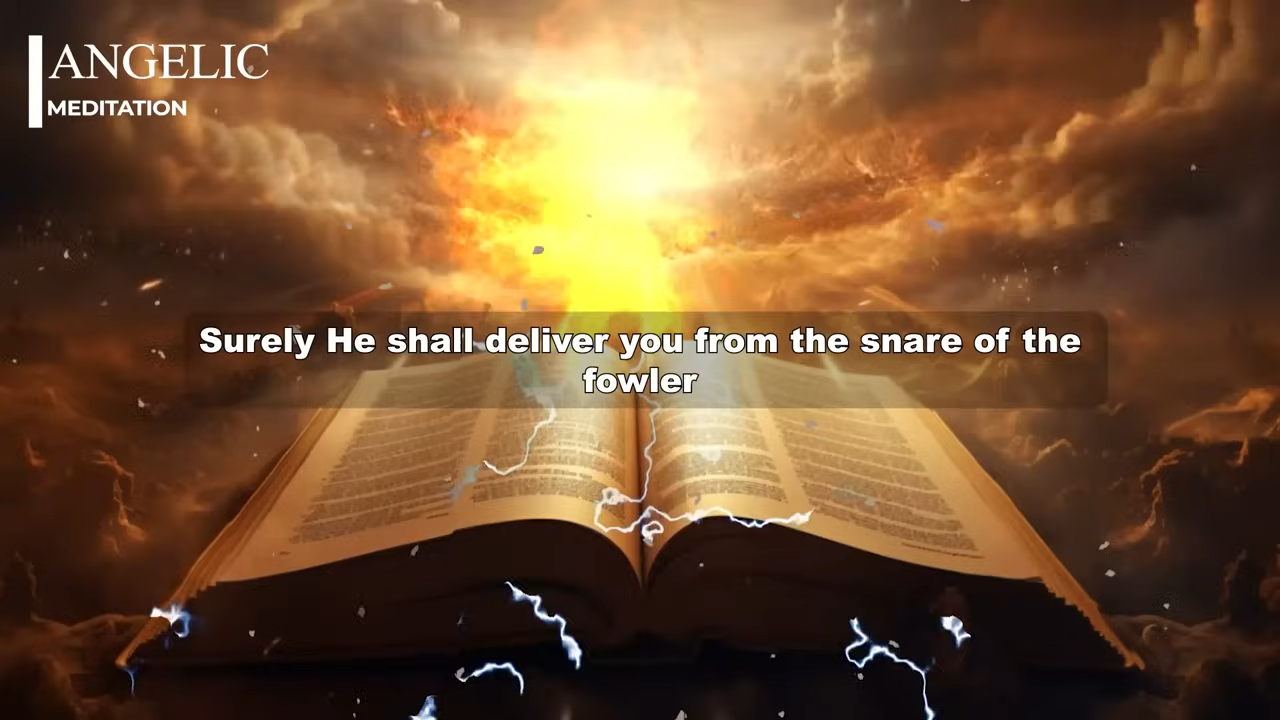 ANGELIC
MEDITATION
Surely He shall deliver you from the snare of the
fowler